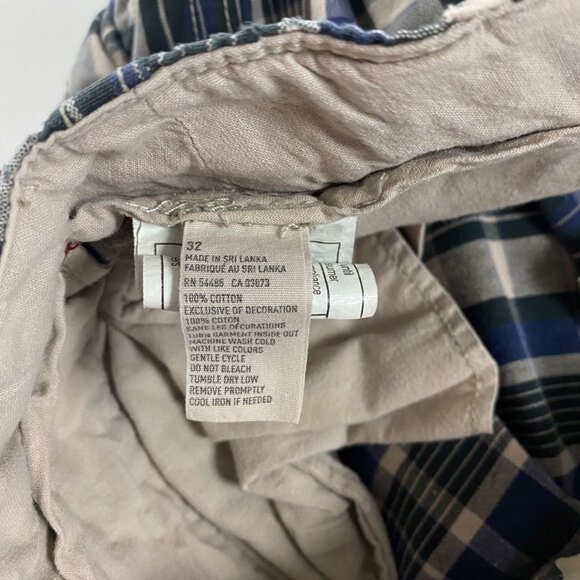 32
MADE IN SRI LANKA
FABRIQUÉ AU SRI LANKA
RN 54485 CA 03873
100% COTTON
EXCLUSIVE OF DECORATION
100% COTON
SANS LES DÉCORATIONS
TURN GARMENT INSIDE OUT
MACHINE WASH COLD
WITH LIKE COLORS
GENTLE CYCLE
DO NOT BLEACH
TUMBLE DRY LOW
REMOVE PROMPTLY
COOL IRON IF NEEDED